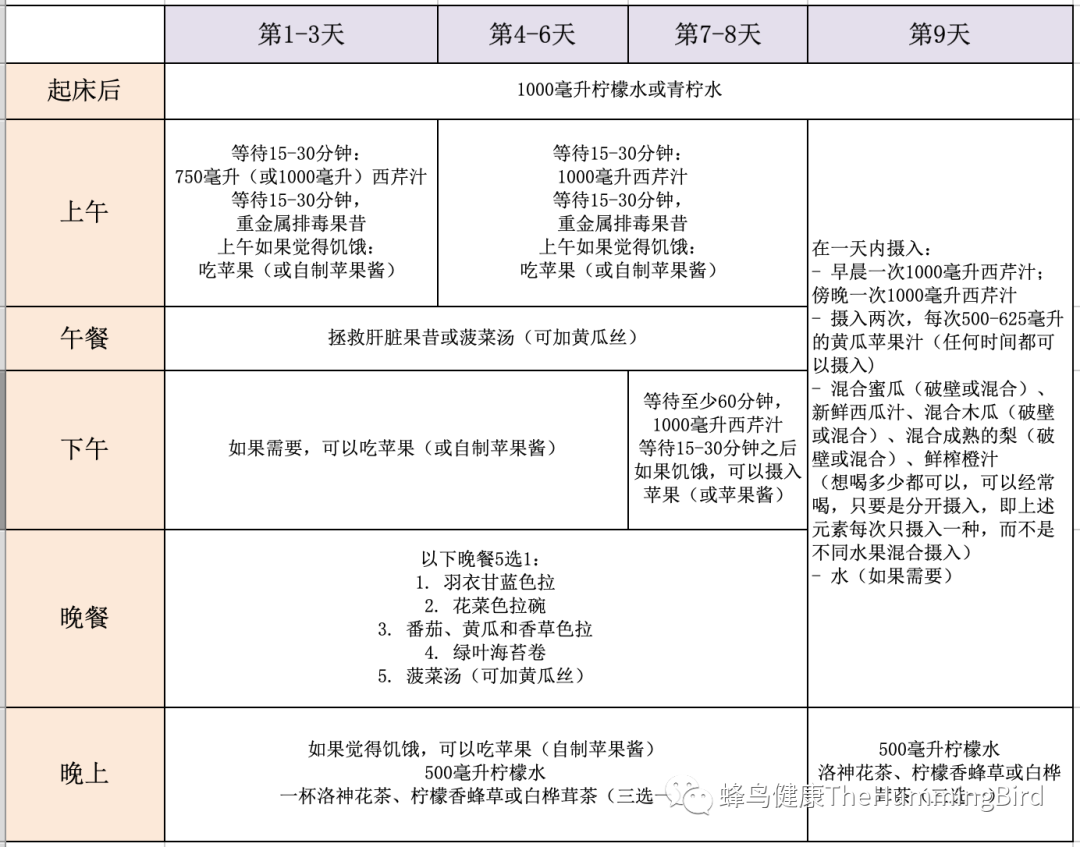 第1-3天
第4-6天
第7-8天
第9天
起床后
1000毫升柠檬水或青柠水
上午
等待15-30分钟：
750毫升（或1000毫升）西芹汁
等待15-30分钟，
重金属排毒果昔
上午如果觉得饥饿：
吃苹果（或自制苹果酱）
等待15-30分钟：
1000毫升西芹汁
等待15-30分钟，
重金属排毒果昔
上午如果觉得饥饿：
吃苹果（或自制苹果酱）
在一天内摄入：
- 早晨一次1000毫升西芹汁；
傍晚一次1000毫升西芹汁
- 摄入两次，每次500-625毫升
的黄瓜苹果汁（任何时间都可
以摄入）
- 混合蜜瓜（破壁或混合）、
新鲜西瓜汁、混合木瓜（破壁
或混合）、混合成熟的梨（破
壁或混合）、鲜榨橙汁
（想喝多少都可以，可以经常
喝，只要是分开摄入，即上述
元素每次只摄入一种，而不是
不同水果混合摄入）
- 水（如果需要）
午餐
拯救肝脏果昔或菠菜汤（可加黄瓜丝）
下午
如果需要，可以吃苹果（或自制苹果酱）
等待至少60分钟，
1000毫升西芹汁
等待15-30分钟之后
如果饥饿，可以摄入
苹果（或苹果酱）
晚餐
以下晚餐5选1：
1. 羽衣甘蓝色拉
2. 花菜色拉碗
3. 番茄、黄瓜和香草色拉
4. 绿叶海苔卷
5. 菠菜汤（可加黄瓜丝）
晚上
如果觉得饥饿，可以吃苹果（自制苹果酱）
500毫升柠檬水
一杯洛神花茶、柠檬香蜂草或白桦茸茶（三选一
500毫升柠檬水
洛神花茶、柠檬香蜂草或白桦
茸茶（三选一）
蜂鸟健康TheHummingBird